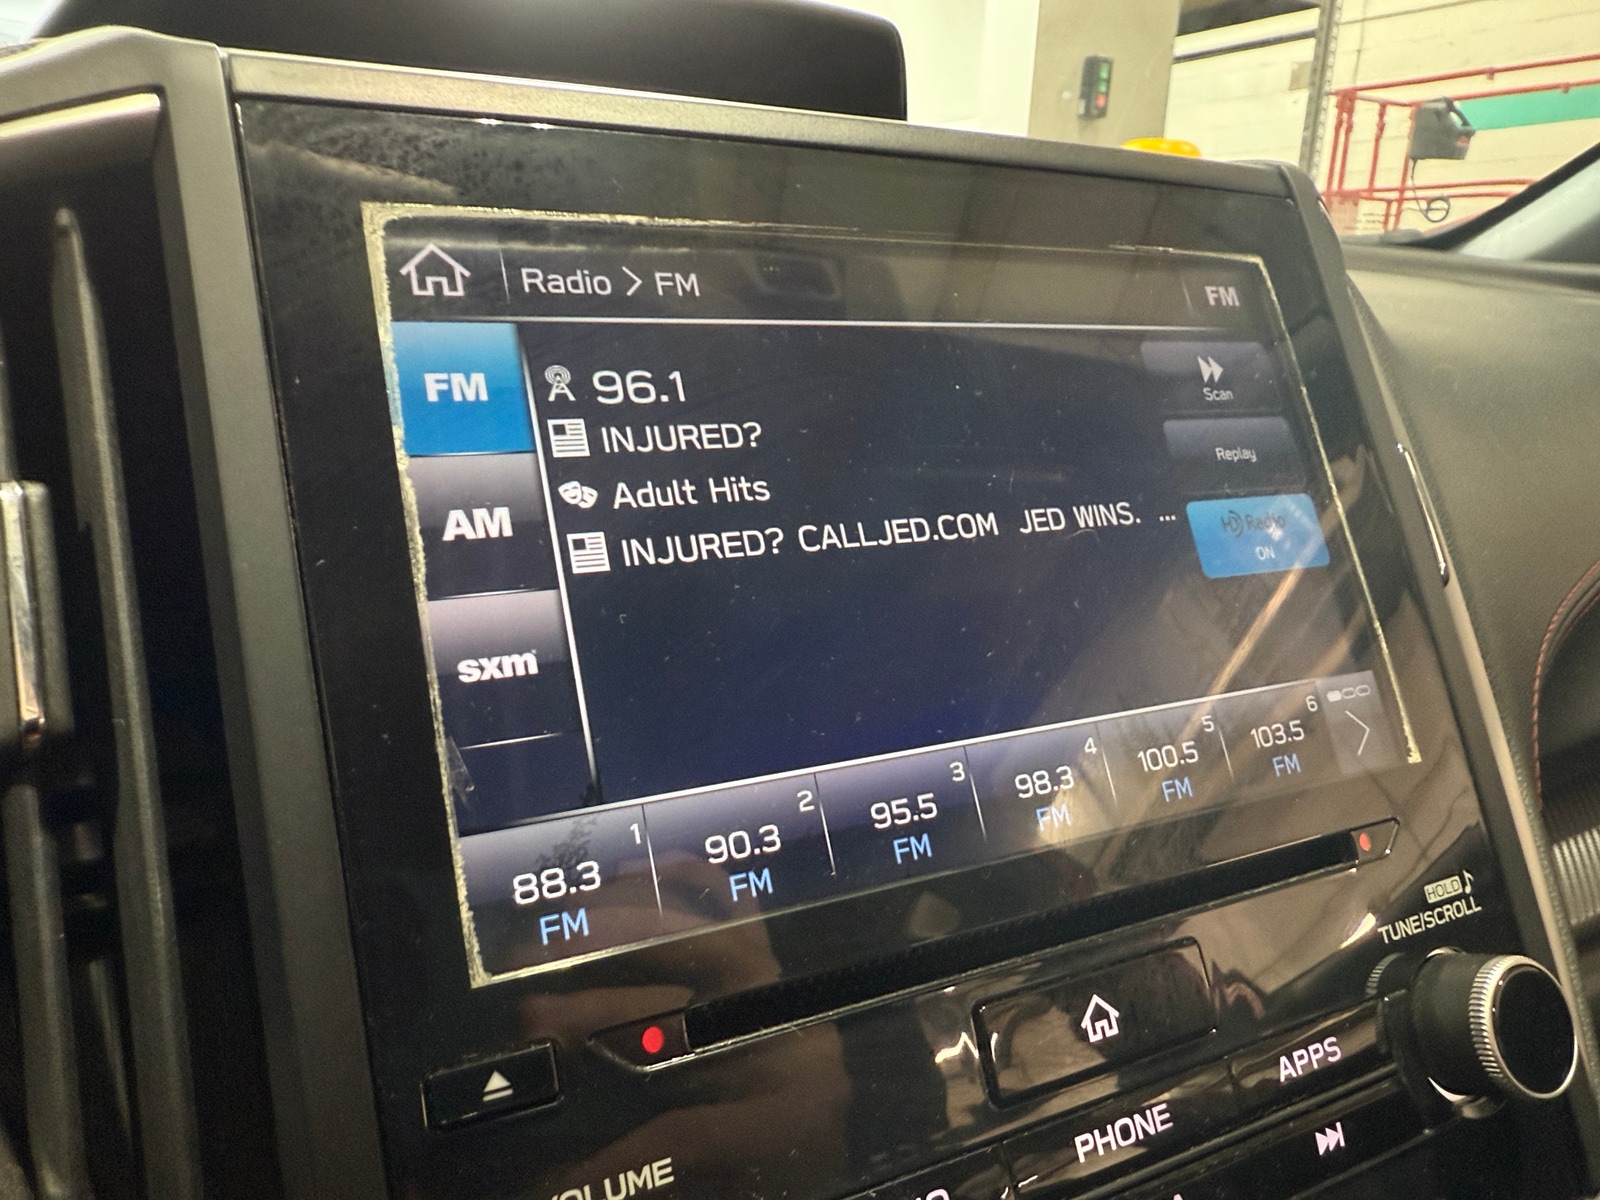 Radio > FM
FM
FM
96.1
Scan
INJURED?
Replay
Adult Hits
AM
INJURED? CALLJED.COM JED WINS. ...
HD Radio
ON
sxm
1
88.3
FM
2
90.3
FM
3
95.5
FM
4
98.3
FM
5
100.5
FM
6
103.5
FM
HOLD
TUNE/SCROLL
APPS
PHONE
VOLUME